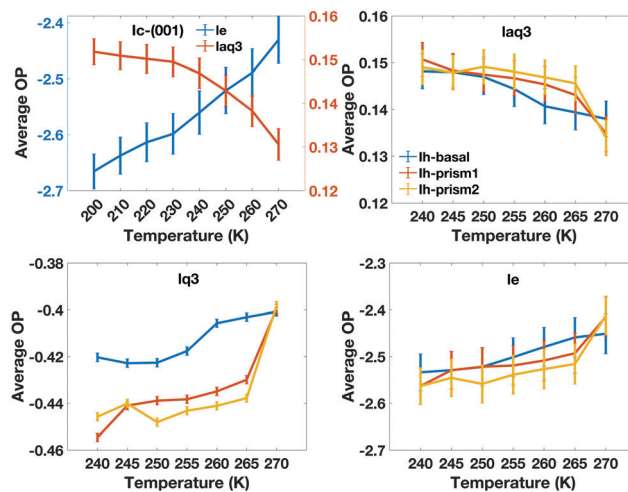 Ic-(001)
Ie
Iaq3
Average OP
-2.4
-2.5
-2.6
-2.7
0.16
0.15
0.14
0.13
0.12
200 210 220 230 240 250 260 270
Temperature (K)
Iaq3
Average OP
0.16
0.15
0.14
0.13
0.12
Ih-basal
Ih-prism1
Ih-prism2
240 245 250 255 260 265 270
Temperature (K)
Iq3
Average OP
-0.38
-0.4
-0.42
-0.44
-0.46
240 245 250 255 260 265 270
Temperature (K)
Ie
Average OP
-2.3
-2.4
-2.5
-2.6
-2.7
240 245 250 255 260 265 270
Temperature (K)